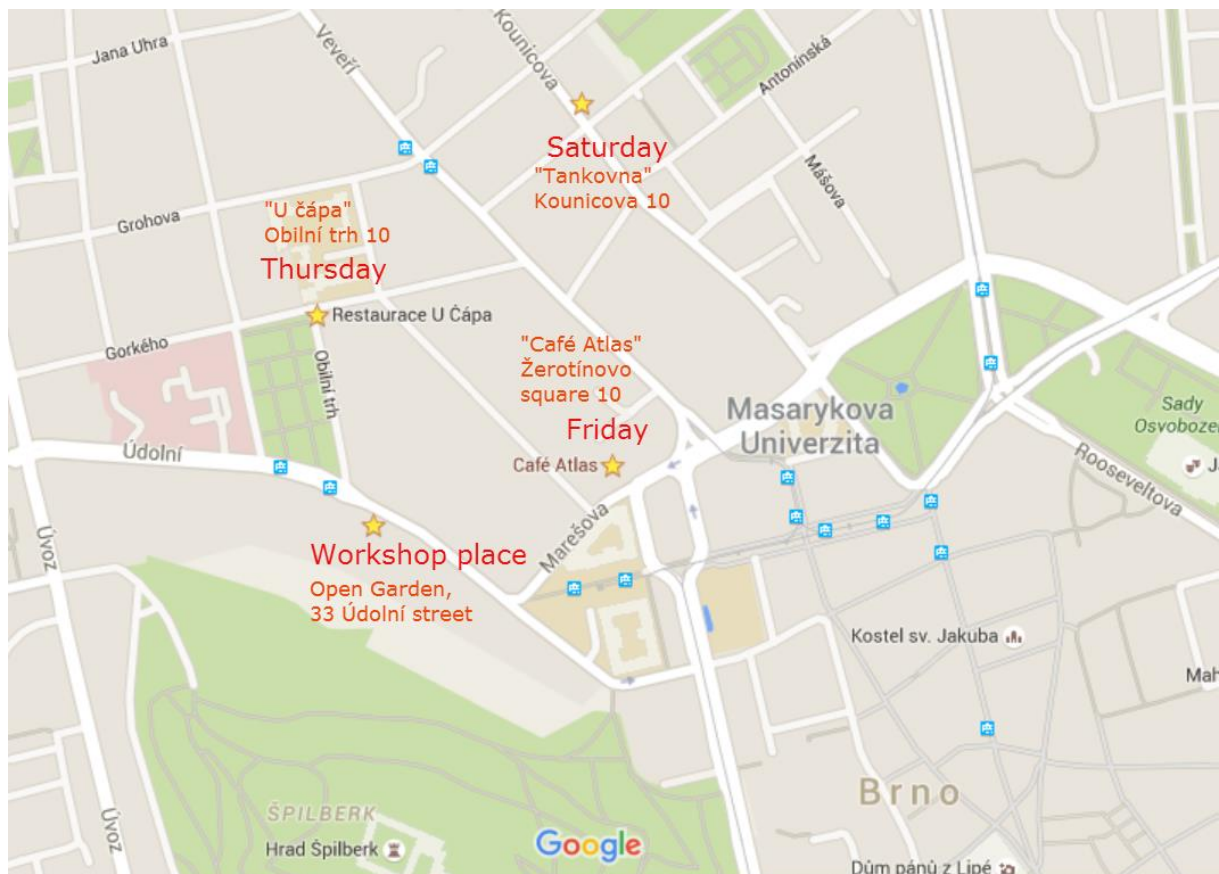 Jana Uhra
Veveří
Kounicova
Antonínská
Mášova
Saturday
"Tankovna"
Kounicova 10
Grohova
"U čápa"
Obilní trh 10
Thursday
Restaurace U Čápa
Gorkého
Obilní trh
"Café Atlas"
Žerotínovo
square 10
Friday
Café Atlas
Masarykova
Univerzita
Sady
Osvoboze
J
Rooseveltova
Údolní
Úvoz
Marešova
Workshop place
Open Garden,
33 Údolní street
Kostel sv. Jakuba
Mah
Brno
ŠPILBERK
Hrad Špilberk
Úvoz
Google
Dům pánů z Lipé